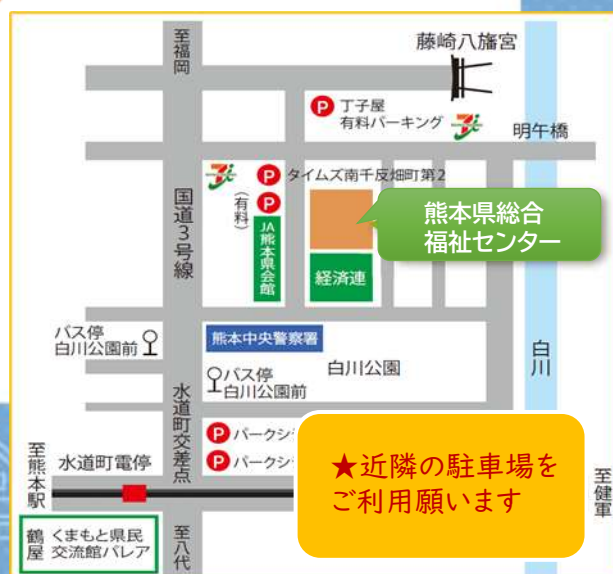 至福岡
藤崎八旛宮
P 丁子屋
有料パーキング
明午橋
P タイムズ南千反畑町第2
P
(有料)
国道3号線
JA熊本県会館
熊本県総合
福祉センター
経済連
バス停
白川公園前
熊本中央警察署
白川公園
バス停
白川公園前
白川
水道町交差点
P パークシ
P パークシ
★近隣の駐車場を
ご利用願います
至熊本駅
水道町電停
至健軍
鶴屋
くまもと県民
交流館パレア
至八代